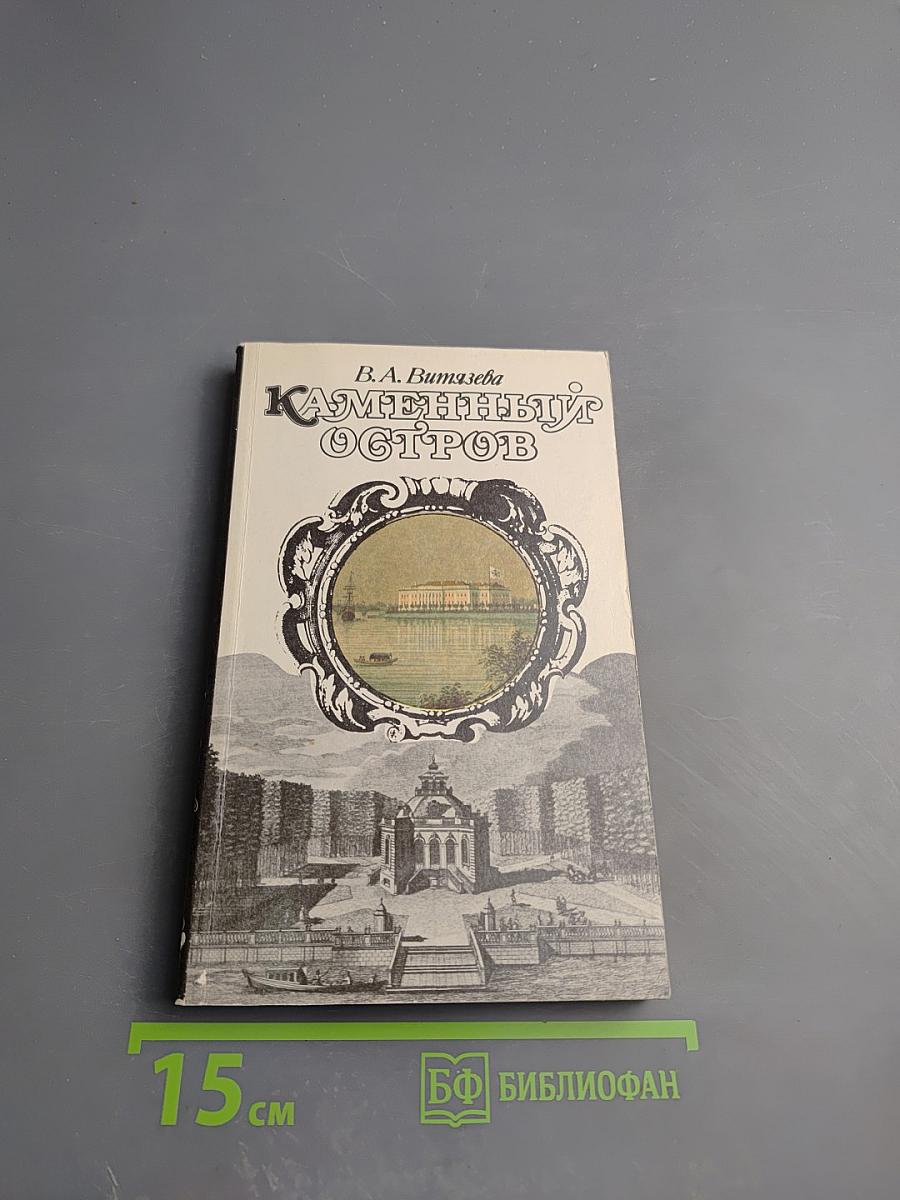 В. А. Витязева
КАМЕННЫЙ
ОСТРОВ
15 см
БФ БИБЛИОФАН